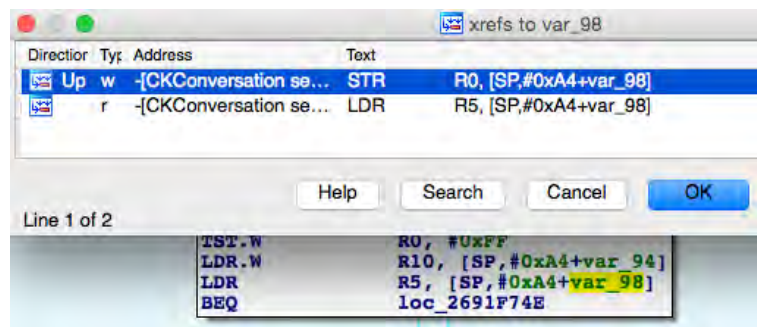 xrefs to var_98
Direction Typ Address Text
Up w -[CKConversation se... STR R0, [SP,#0xA4+var_98]
r -[CKConversation se... LDR R5, [SP,#0xA4+var_98]
Help Search Cancel OK
Line 1 of 2
TST.W R0, #0xFF
LDR.W R10, [SP,#0xA4+var_94]
LDR R5, [SP,#0xA4+var_98]
BEQ loc_2691F74E